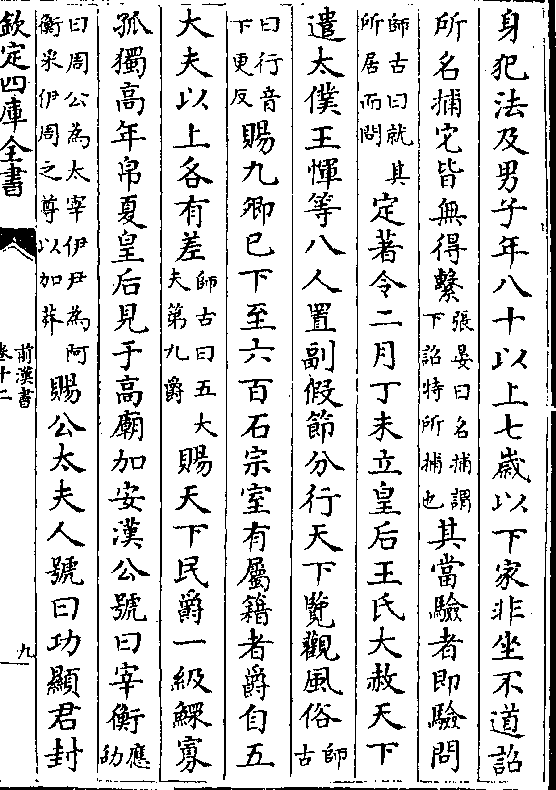 身犯法及男子年八十以上七歲以下家非坐不道詔
所名捕宅皆無得繫張晏曰名捕謂下詔特所捕也其當驗者即驗問
師古曰就其所居而問定著令二月丁未立皇后王氏大赦天下
遣太僕王惲等八人置副假節分行天下覽觀風俗師古
曰行音下更反賜九卿已下至六百石宗室有屬籍者爵自五
大夫以上各有差師古曰五大夫第九爵賜天下民爵一級鰥寡
孤獨高年帛夏皇后見于高廟加安漢公號曰宰衡應劭
曰周公為太宰伊尹為阿衡采伊周之尊以加莽賜公太夫人號曰功顯君封
欽定四庫全書
前漢書
卷十二
九